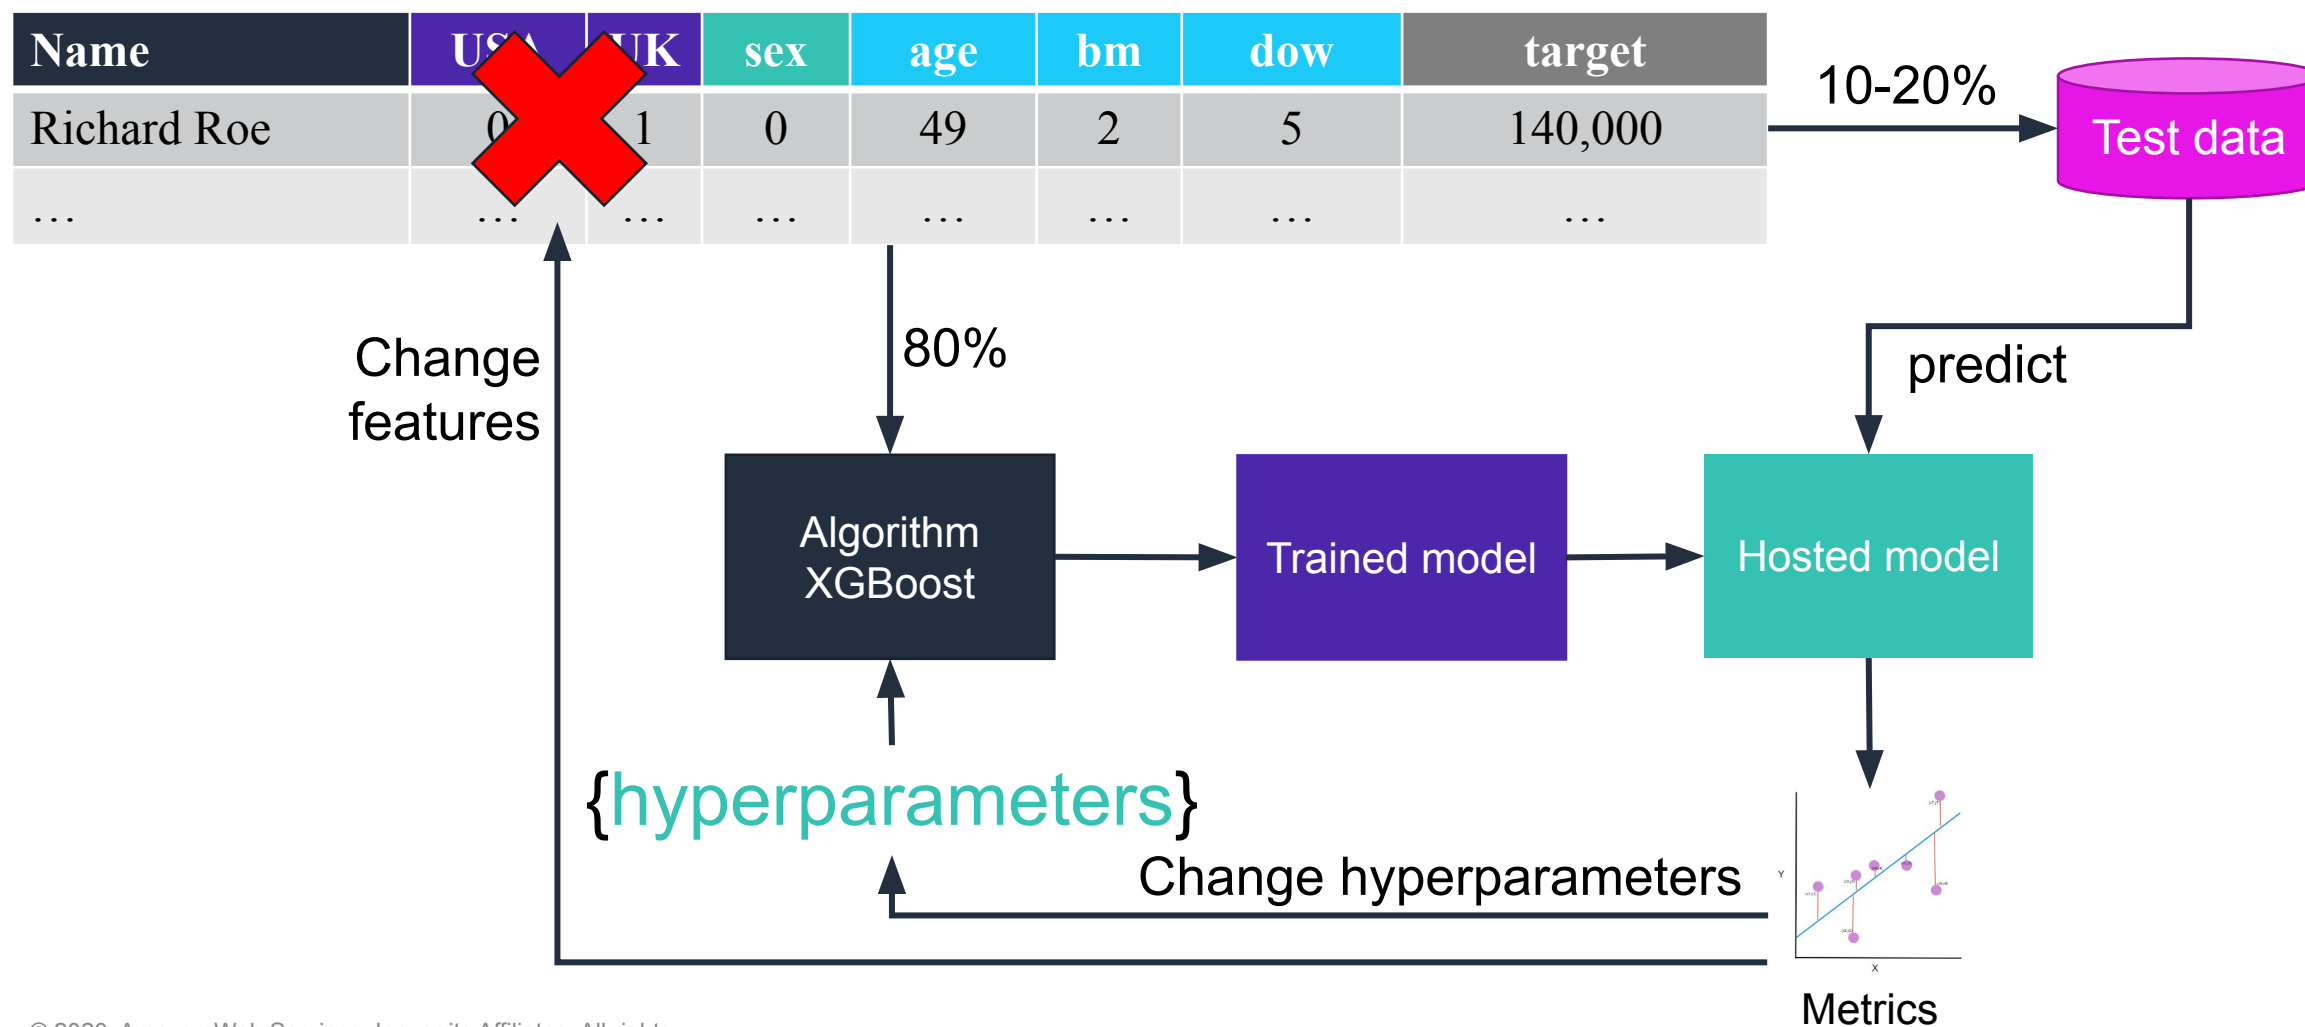 Name USA UK sex age bm dow target
Richard Roe 0 1 0 49 2 5 140,000
… … … … … … … …
10-20%
Test data
Change
features
80%
predict
Algorithm
XGBoost
Trained model
Hosted model
{hyperparameters}
Change hyperparameters
Y
X
Metrics